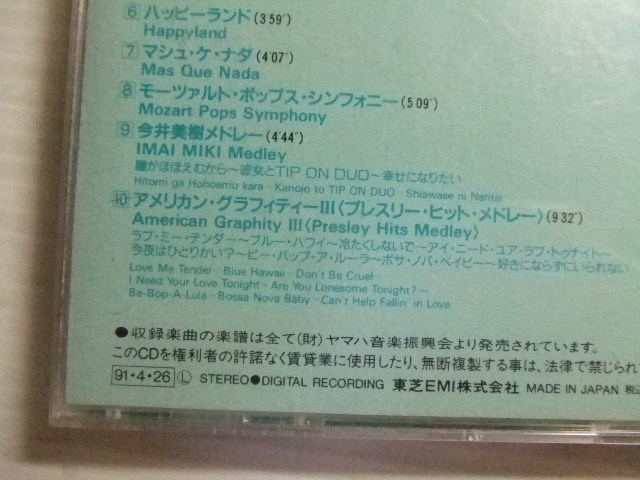 6 ハッピーランド(3'59")
Happyland
7 マシュ・ケ・ナダ(4'07")
Mas Que Nada
8 モーツァルト・ポップス・シンフォニー(5'09")
Mozart Pops Symphony
9 今井美樹メドレー(4'44")
IMAI MIKI Medley
瞳がほほえむから〜彼女とTIP ON DUO〜幸せになりたい
Hitomi ga Hohoemu kara〜Kanojo to TIP ON DUO〜Shiawase ni Naritai
10 アメリカン・グラフィティーIII〈プレスリー・ヒット・メドレー〉(9'32")
American Graphity III〈Presley Hits Medley〉
ラブ・ミー・テンダー〜ブルー・ハワイ〜冷たくしないで〜アイ・ニード・ユア・ラブ・トゥナイト〜
今夜はひとりかい?〜ビー・バップ・ア・ルーラ〜ボサ・ノバ・ベイビー〜好きにならずにいられない
Love Me Tender〜Blue Hawaii〜Don't Be Cruel〜
I Need Your Love Tonight〜Are You Lonesome Tonight?〜
Be-Bop-A-Lula〜Bossa Nova Baby〜Can't Help Fallin' in Love
●収録楽曲の楽譜は全て(財)ヤマハ音楽振興会より発売されています。
このCDを権利者の許諾なく賃貸業に使用したり、無断複製する事は、法律で禁じられ
91・4・26 Ⓛ STEREO●DIGITAL RECORDING 東芝EMI株式会社 MADE IN JAPAN 税込